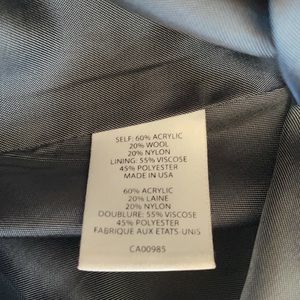 SELF: 60% ACRYLIC
20% WOOL
20% NYLON
LINING: 55% VISCOSE
45% POLYESTER
MADE IN USA
60% ACRYLIC
20% LAINE
20% NYLON
DOUBLURE: 55% VISCOSE
45% POLYESTER
FABRIQUE AUX ETATS-UNIS
CA00985